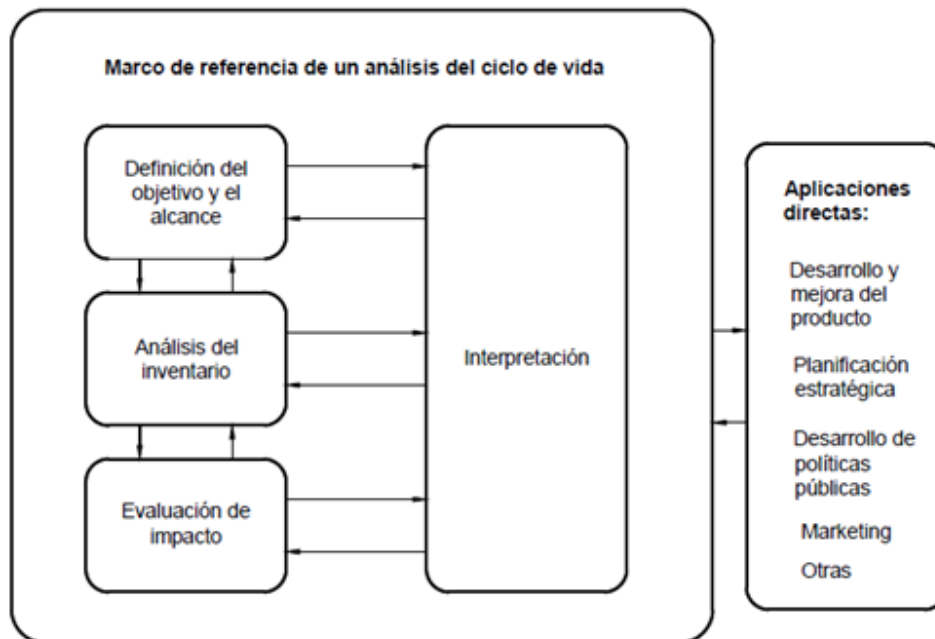 Marco de referencia de un análisis del ciclo de vida
Definición del
objetivo y el
alcance
Análisis del
inventario
Evaluación de
impacto
Interpretación
Aplicaciones
directas:
Desarrollo y
mejora del
producto
Planificación
estratégica
Desarrollo de
políticas
públicas
Marketing
Otras